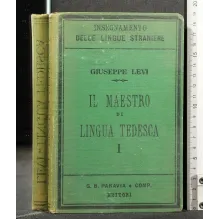 INSEGNAMENTO
DELLE LINGUE STRANIERE
GIUSEPPE LEVI
IL MAESTRO
DI
LINGUA TEDESCA
I
G. B. PARAVIA e COMP.
EDITORI